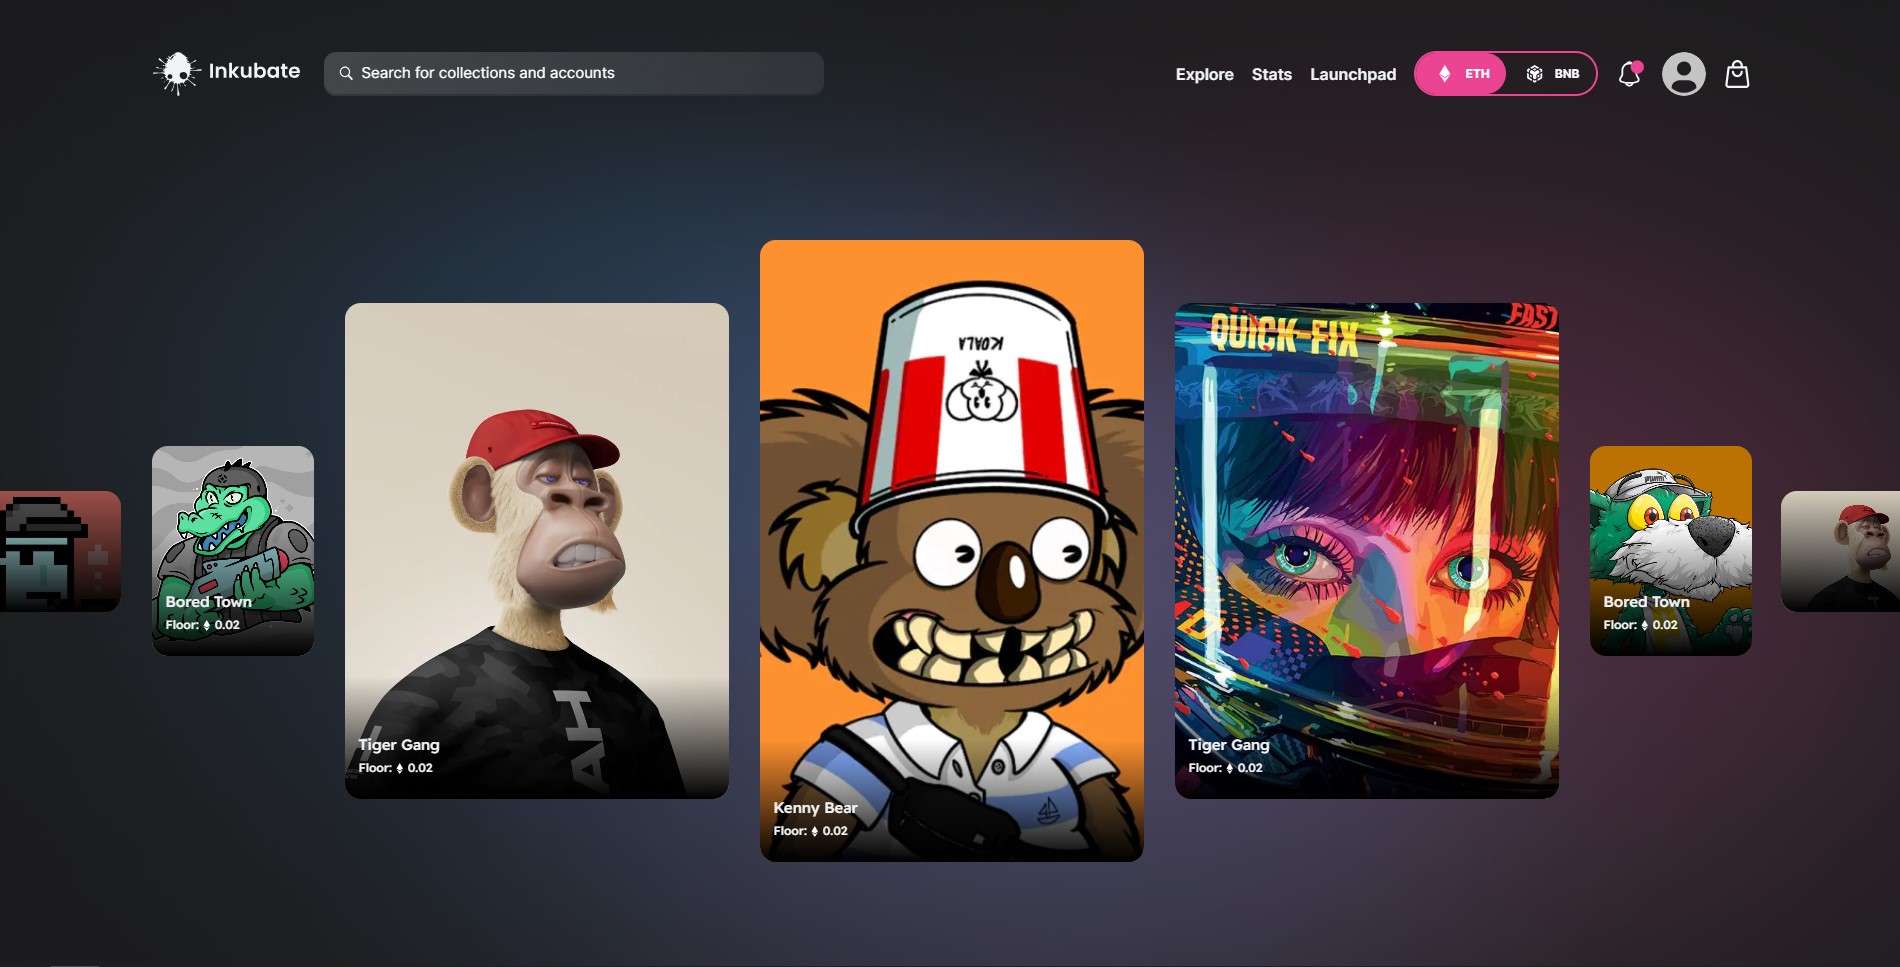 Inkubate
Search for collections and accounts
Explore
Stats
Launchpad
ETH
BNB
KOALA
QUICK-FIX
FAST
Bored Town
Floor: 0.02
Tiger Gang
Floor: 0.02
Kenny Bear
Floor: 0.02
Tiger Gang
Floor: 0.02
Bored Town
Floor: 0.02